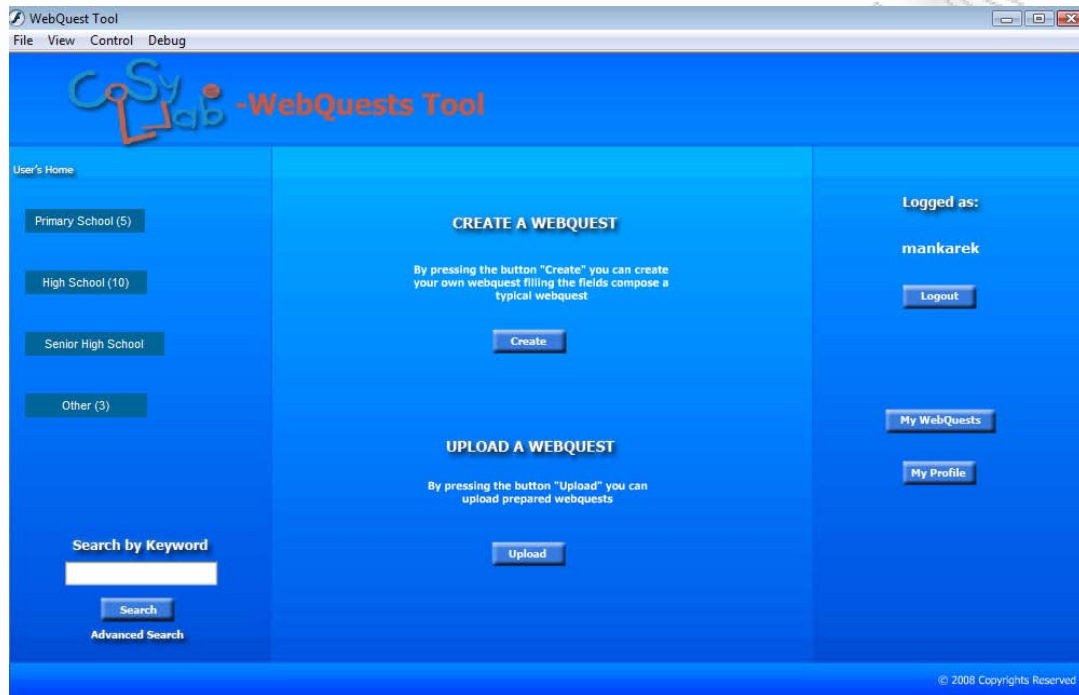 WebQuest Tool
File View Control Debug
CoSy Lab -WebQuests Tool
User's Home
Primary School (5)
High School (10)
Senior High School
Other (3)
Search by Keyword
Search
Advanced Search
CREATE A WEBQUEST
By pressing the button "Create" you can create
your own webquest filling the fields compose a
typical webquest
Create
UPLOAD A WEBQUEST
By pressing the button "Upload" you can
upload prepared webquests
Upload
Logged as:
mankarek
Logout
My WebQuests
My Profile
© 2008 Copyrights Reserved